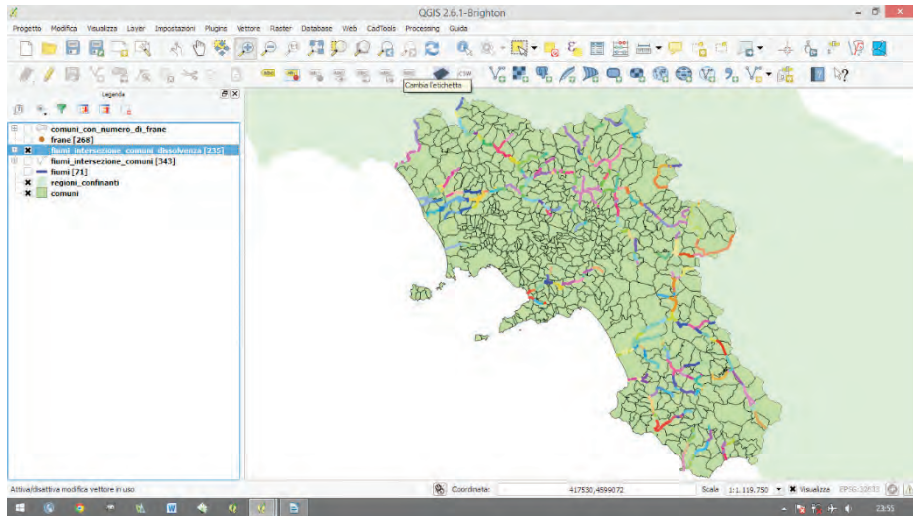 QGIS 2.6.1-Brighton
Progetto Modifica Visualizza Layer Impostazioni Plugins Vettore Raster Database Web CadTools Processing Guida
CSW
Cambia l'etichetta
Legenda
comuni_con_numero_di_frane
frane [268]
fiumi_intersezione_comuni_dissolvenza [235]
fiumi_intersezione_comuni [343]
fiumi [71]
regioni_confinanti
comuni
Attiva/disattiva modifica vettore in uso
Coordinate: 417530,4599072 Scale 1:1.119.750 Visualizza
23:55